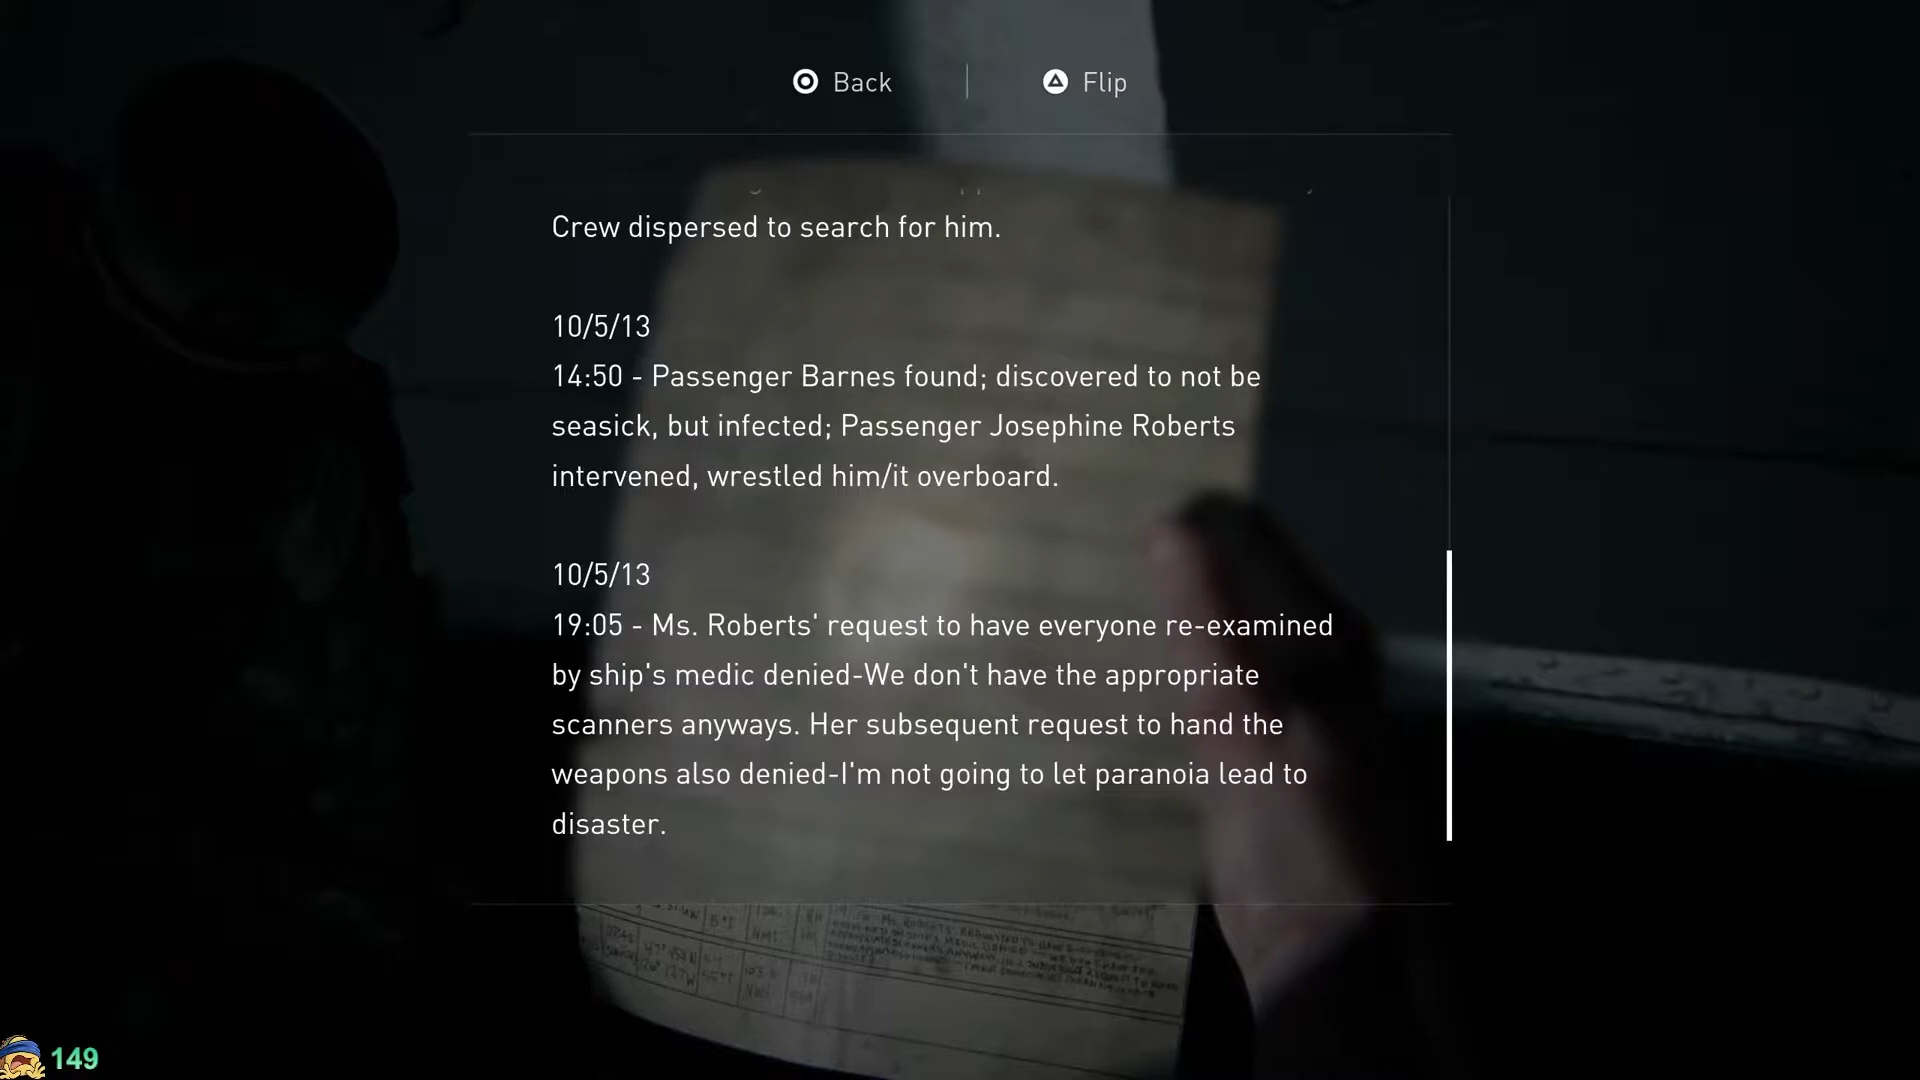 Back
Flip
Crew dispersed to search for him.
10/5/13
14:50 - Passenger Barnes found; discovered to not be
seasick, but infected; Passenger Josephine Roberts
intervened, wrestled him/it overboard.
10/5/13
19:05 - Ms. Roberts' request to have everyone re-examined
by ship's medic denied-We don't have the appropriate
scanners anyways. Her subsequent request to hand the
weapons also denied-I'm not going to let paranoia lead to
disaster.
149